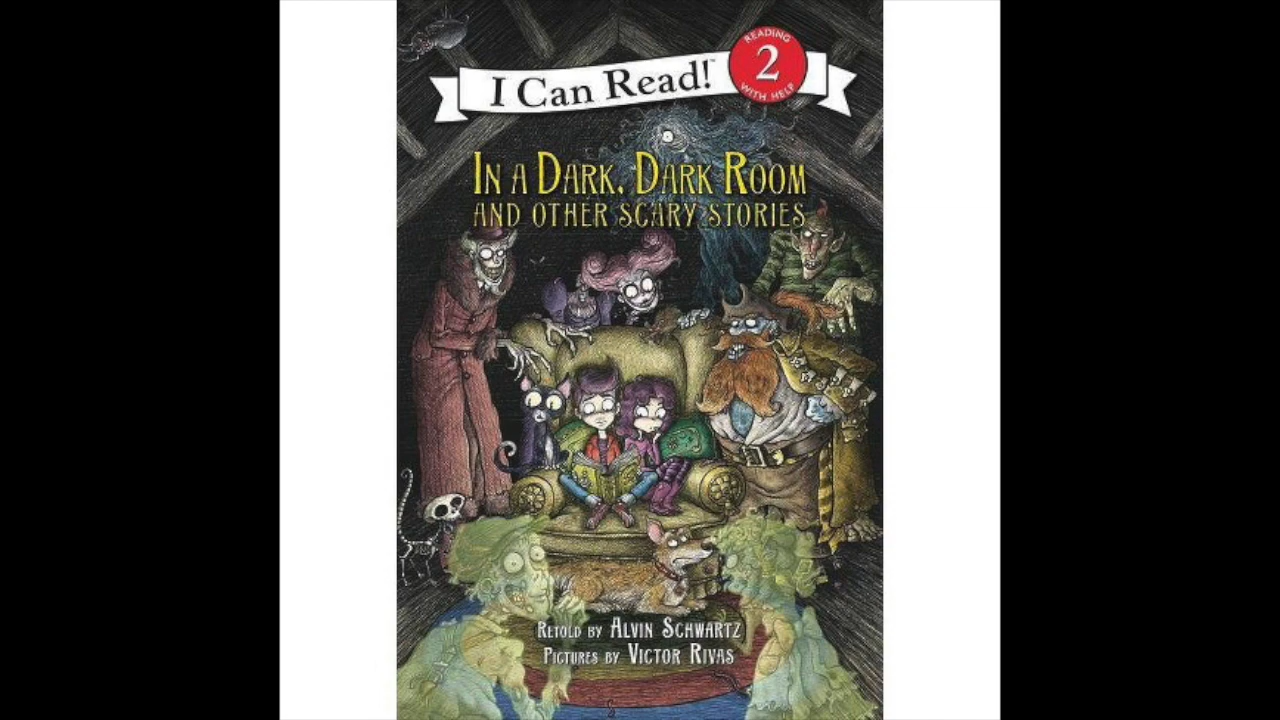 I Can Read!™
READING
2
WITH HELP
IN A DARK, DARK ROOM
AND OTHER SCARY STORIES
RETOLD BY ALVIN SCHWARTZ
PICTURES BY VICTOR RIVAS